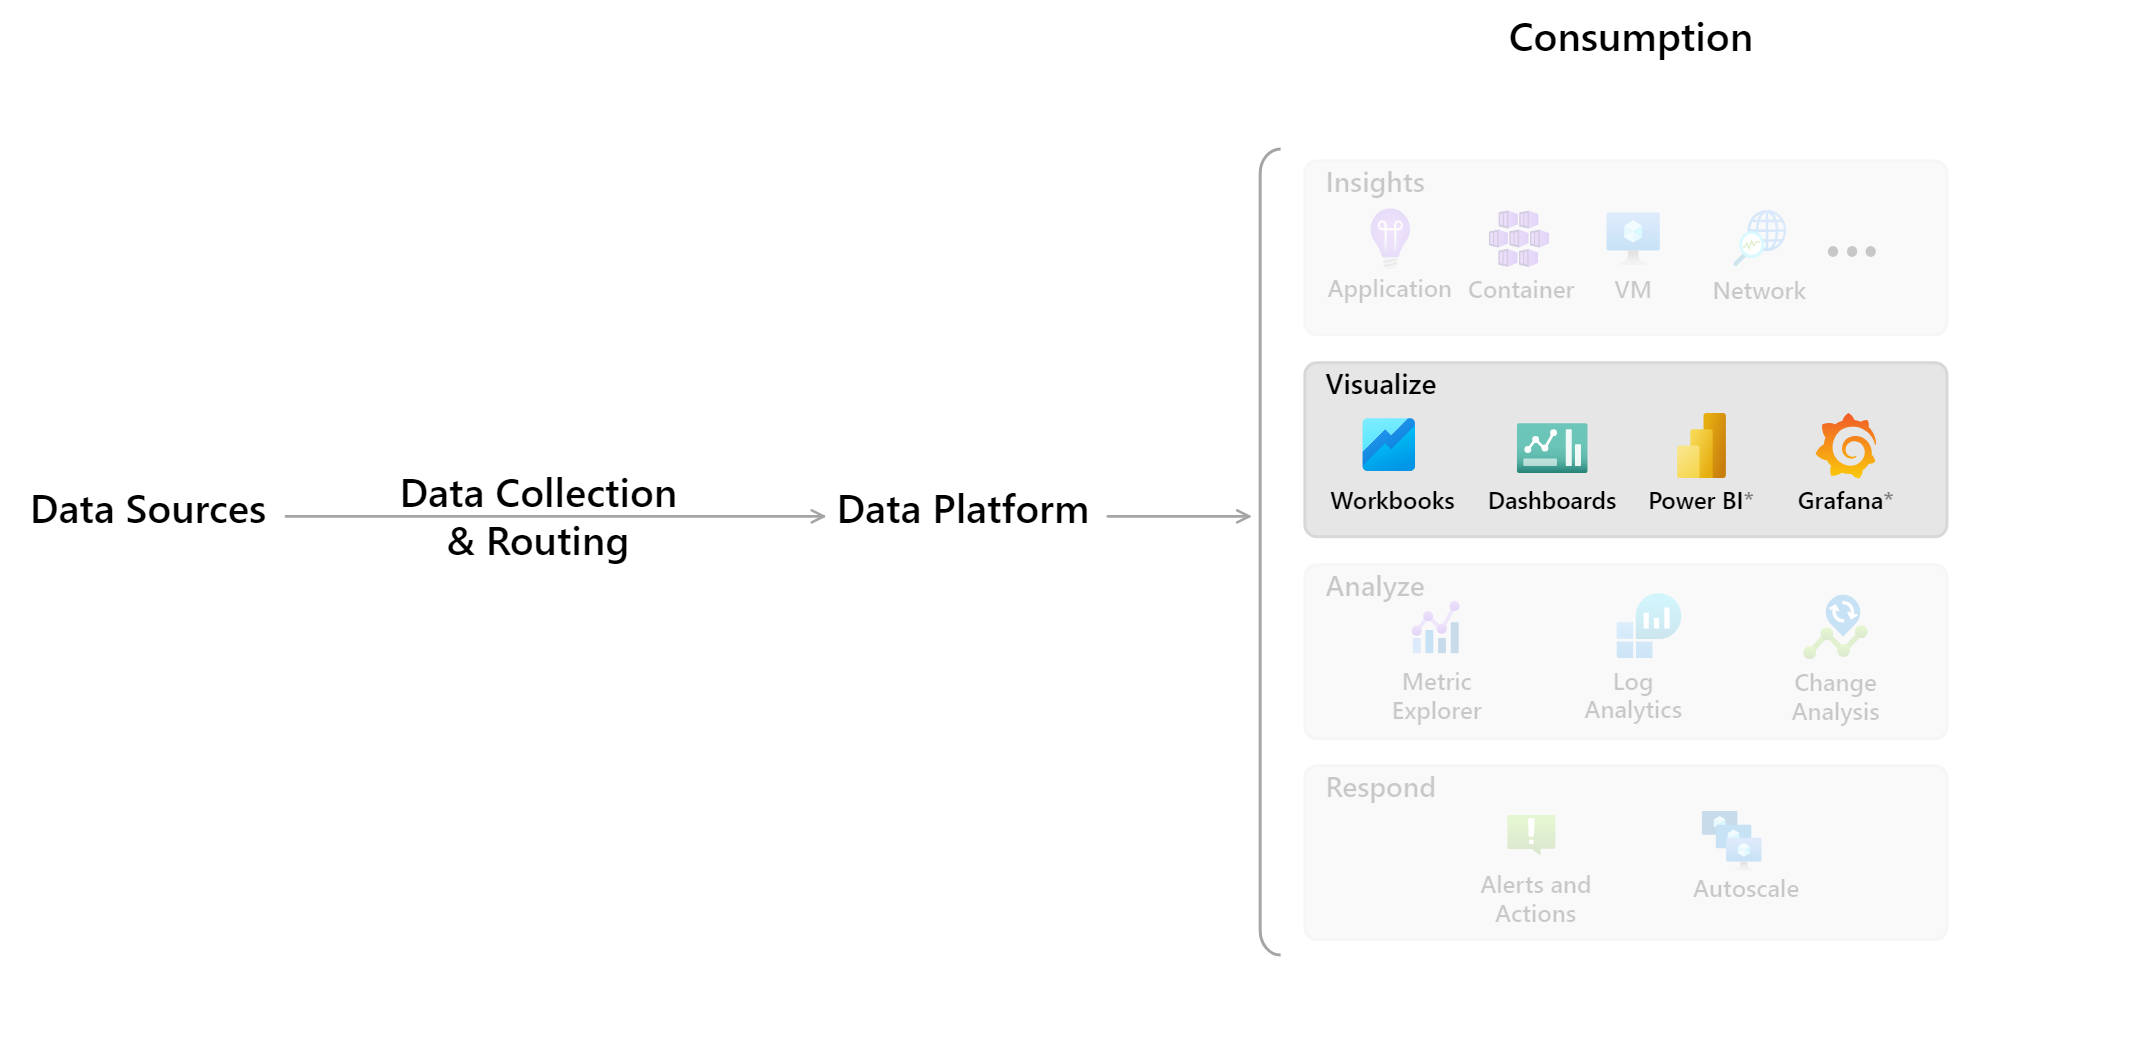 Consumption
Insights
Application
Container
VM
Network
...
Visualize
Workbooks
Dashboards
Power BI*
Grafana*
Data Sources
Data Collection
& Routing
Data Platform
Analyze
Metric
Explorer
Log
Analytics
Change
Analysis
Respond
Alerts and
Actions
Autoscale